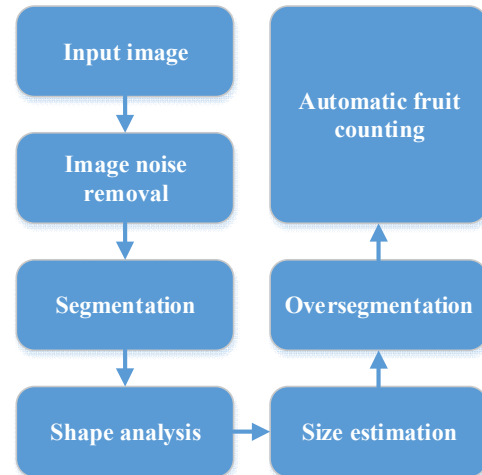 Input image
Image noise
removal
Segmentation
Shape analysis
Size estimation
Oversegmentation
Automatic fruit
counting